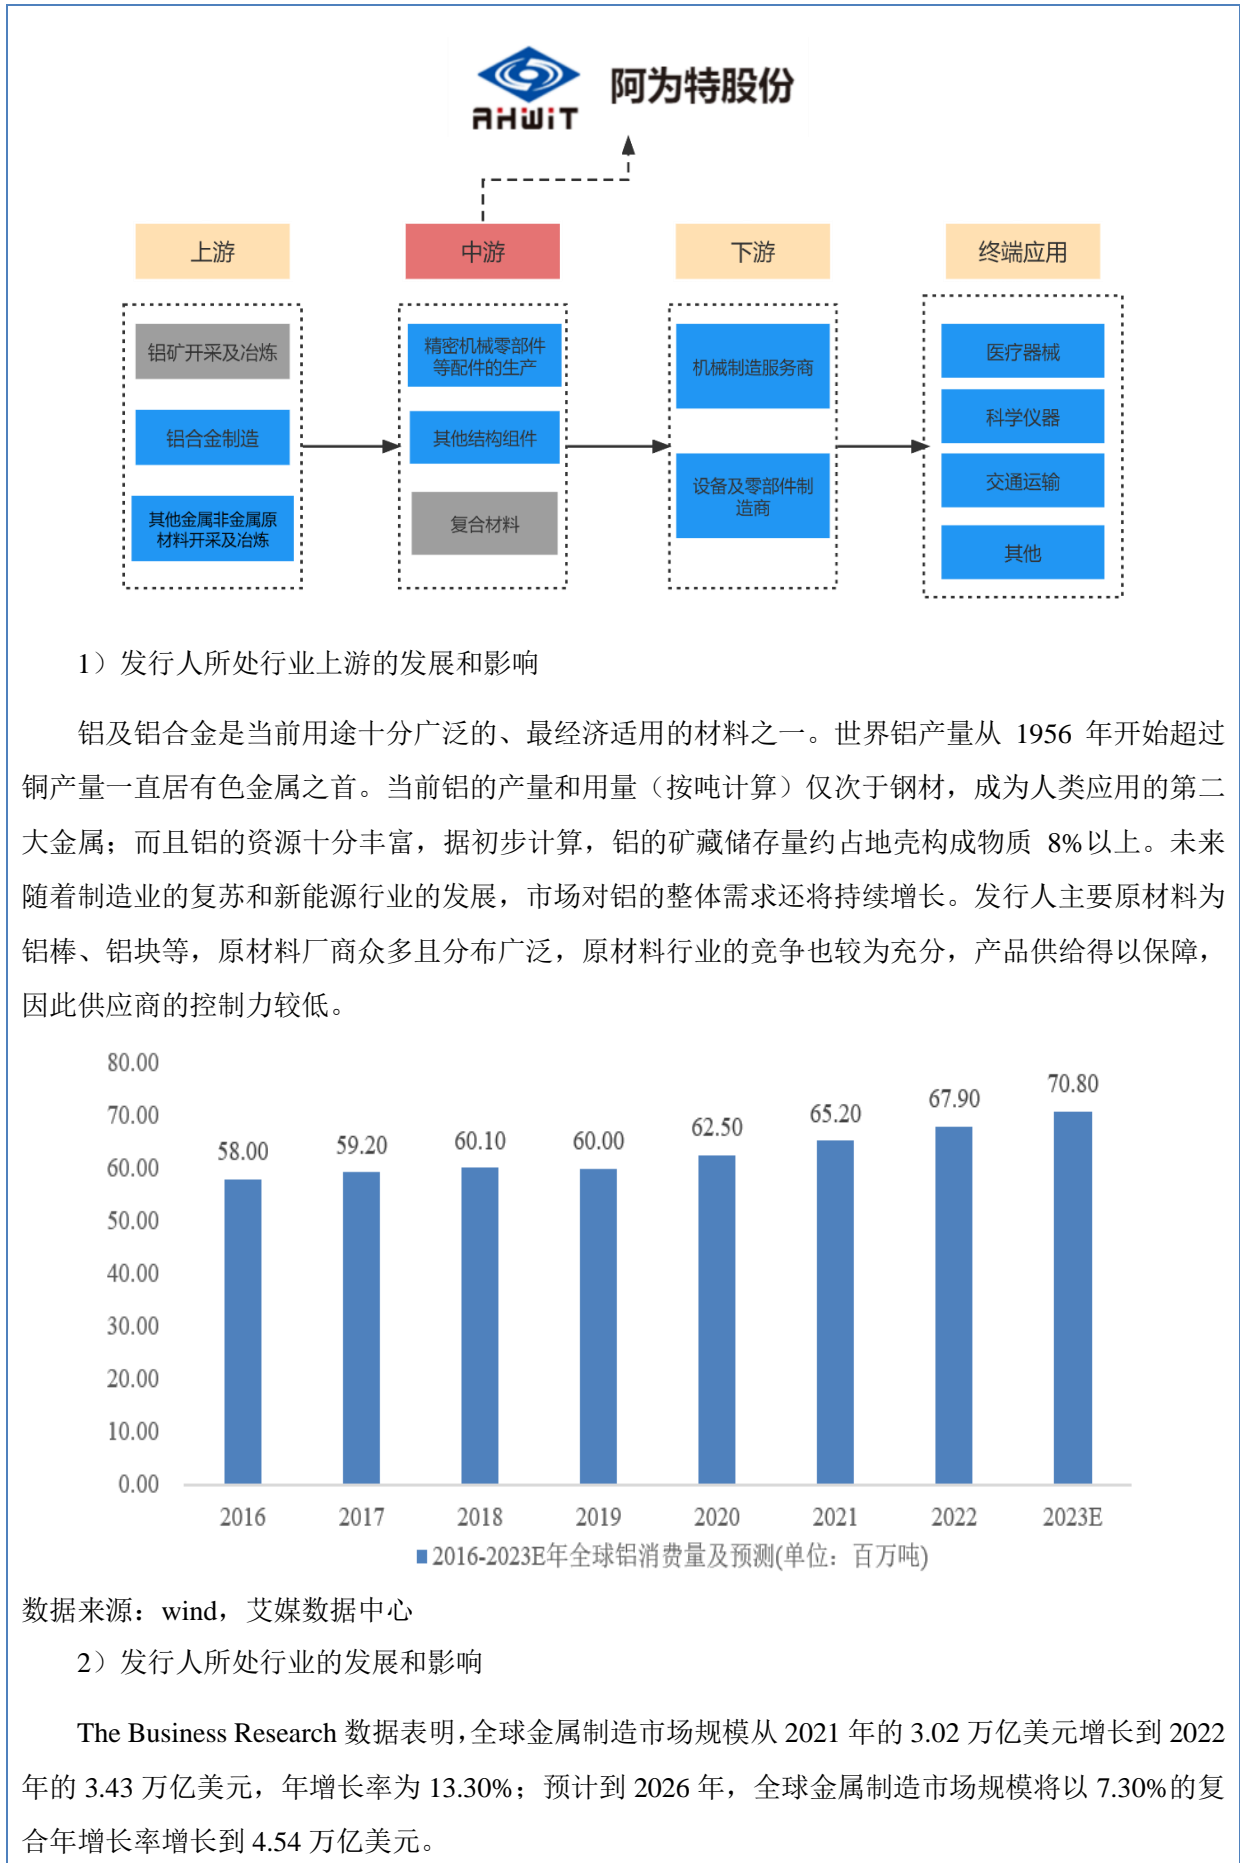 AHWIT 阿为特股份
上游 中游 下游 终端应用
铝矿开采及冶炼
铝合金制造
其他金属非金属原
材料开采及冶炼
精密机械零部件
等配件的生产
其他结构组件
复合材料
机械制造服务商
设备及零部件制
造商
医疗器械
科学仪器
交通运输
其他
1）发行人所处行业上游的发展和影响
铝及铝合金是当前用途十分广泛的、最经济适用的材料之一。世界铝产量从 1956 年开始超过
铜产量一直居有色金属之首。当前铝的产量和用量（按吨计算）仅次于钢材，成为人类应用的第二
大金属；而且铝的资源十分丰富，据初步计算，铝的矿藏储存量约占地壳构成物质 8%以上。未来
随着制造业的复苏和新能源行业的发展，市场对铝的整体需求还将持续增长。发行人主要原材料为
铝棒、铝块等，原材料厂商众多且分布广泛，原材料行业的竞争也较为充分，产品供给得以保障，
因此供应商的控制力较低。
80.00
70.00
60.00
50.00
40.00
30.00
20.00
10.00
0.00
58.00 59.20 60.10 60.00 62.50 65.20 67.90 70.80
2016 2017 2018 2019 2020 2021 2022 2023E
2016-2023E年全球铝消费量及预测(单位：百万吨)
数据来源：wind，艾媒数据中心
2）发行人所处行业的发展和影响
The Business Research 数据表明，全球金属制造市场规模从 2021 年的 3.02 万亿美元增长到 2022
年的 3.43 万亿美元，年增长率为 13.30%；预计到 2026 年，全球金属制造市场规模将以 7.30%的复
合年增长率增长到 4.54 万亿美元。